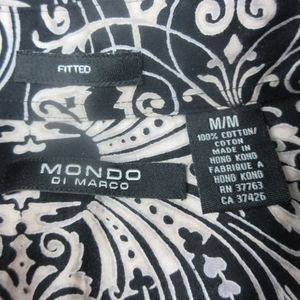 FITTED
M/M
100% COTTON/
COTON
MADE IN
HONG KONG
FABRIQUE A
HONG KONG
RN 37763
CA 37426
MONDO
DI MARCO